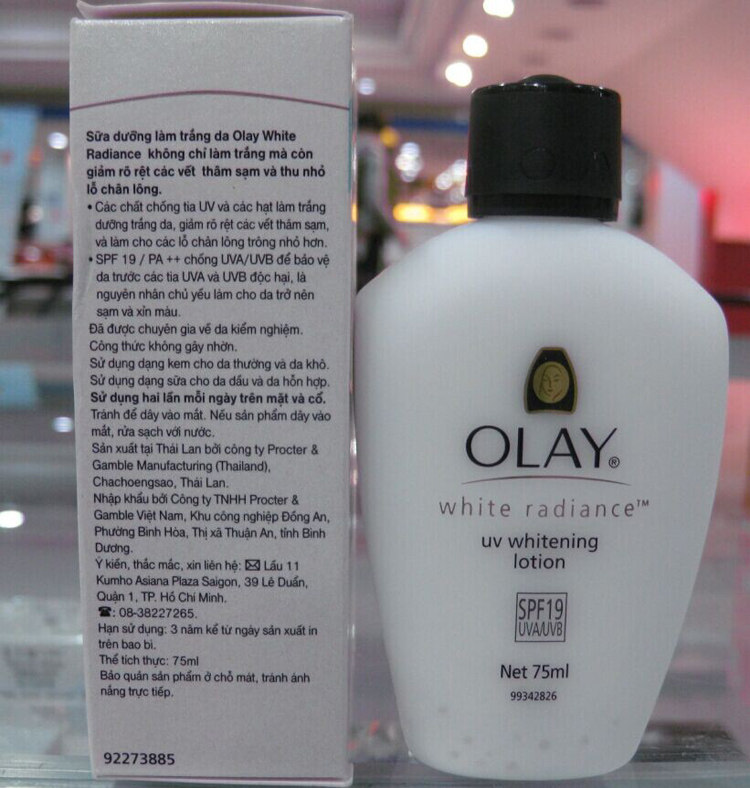 Sữa dưỡng làm trắng da Olay White
Radiance không chỉ làm trắng mà còn
giảm rõ rệt các vết thâm sạm và thu nhỏ
lỗ chân lông.
• Các chất chống tia UV và các hạt làm trắng
dưỡng trắng da, giảm rõ rệt các vết thâm sạm,
và làm cho các lỗ chân lông trông nhỏ hơn.
• SPF 19 / PA ++ chống UVA/UVB để bảo vệ
da trước các tia UVA và UVB độc hại, là
nguyên nhân chủ yếu làm cho da trở nên
sạm và xỉn màu.
Đã được chuyên gia về da kiểm nghiệm.
Công thức không gây nhờn.
Sử dụng dạng kem cho da thường và da khô.
Sử dụng dạng sữa cho da dầu và da hỗn hợp.
Sử dụng hai lần mỗi ngày trên mặt và cổ.
Tránh để dây vào mắt. Nếu sản phẩm dây vào
mắt, rửa sạch với nước.
Sản xuất tại Thái Lan bởi công ty Procter &
Gamble Manufacturing (Thailand),
Chachoengsao, Thái Lan.
Nhập khẩu bởi Công ty TNHH Procter &
Gamble Việt Nam, Khu công nghiệp Đồng An,
Phường Bình Hòa, Thị xã Thuận An, tỉnh Bình
Dương.
Ý kiến, thắc mắc, xin liên hệ: ✉ Lầu 11
Kumho Asiana Plaza Saigon, 39 Lê Duẩn,
Quận 1, TP. Hồ Chí Minh.
☎: 08-38227265.
Hạn sử dụng: 3 năm kể từ ngày sản xuất in
trên bao bì.
Thể tích thực: 75ml
Bảo quản sản phẩm ở chỗ mát, tránh ánh
nắng trực tiếp.
92273885
OLAY
OLAY®
white radiance™
uv whitening
lotion
SPF19
UVA/UVB
Net 75ml
99342826